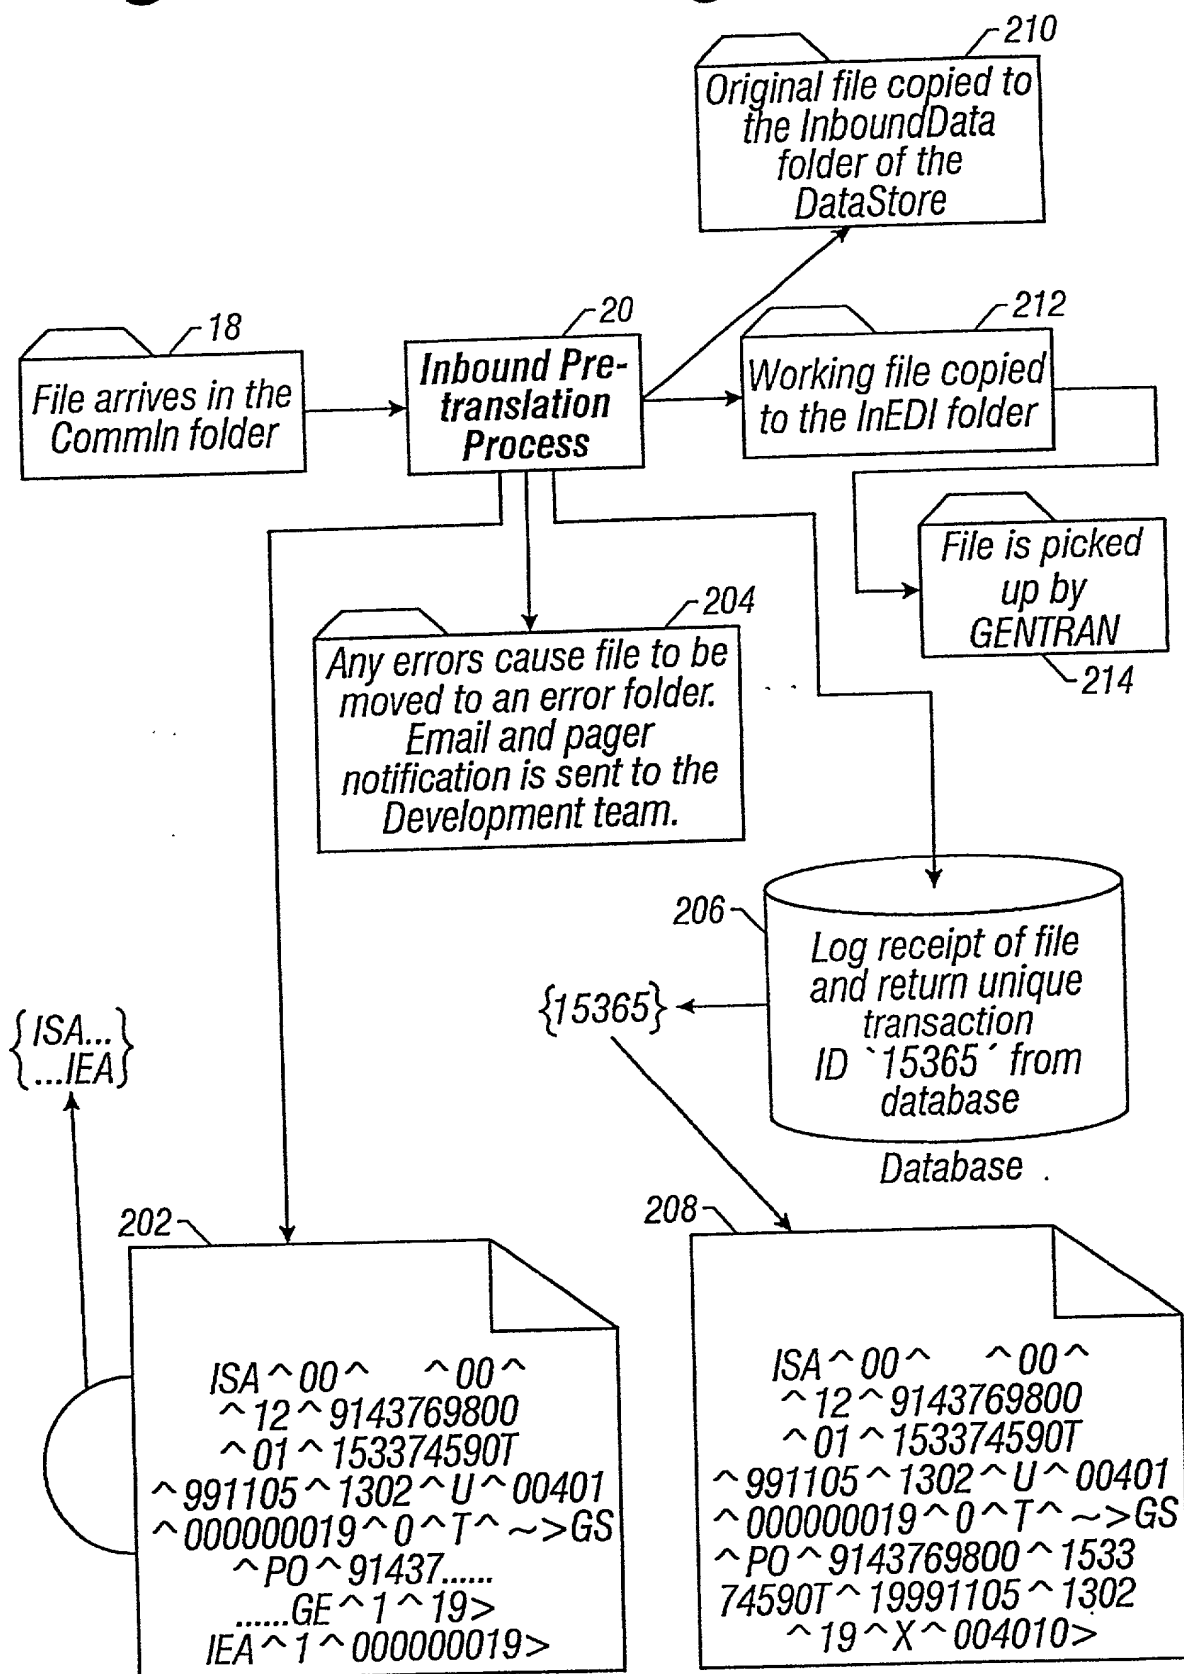 210
Original file copied to
the InboundData
folder of the
DataStore
18
File arrives in the
CommIn folder
20
Inbound Pre-
translation
Process
212
Working file copied
to the InEDI folder
File is picked
up by
GENTRAN
214
204
Any errors cause file to be
moved to an error folder.
Email and pager
notification is sent to the
Development team.
206
Log receipt of file
and return unique
transaction
ID `15365´ from
database
Database
{15365}
{ISA...
...IEA}
202
ISA^00^ ^00^
^12^9143769800
^01^153374590T
^991105^1302^U^00401
^000000019^0^T^~>GS
^PO^91437......
......GE^1^19>
IEA^1^000000019>
208
ISA^00^ ^00^
^12^9143769800
^01^153374590T
^991105^1302^U^00401
^000000019^0^T^~>GS
^PO^9143769800^1533
74590T^19991105^1302
^19^X^004010>